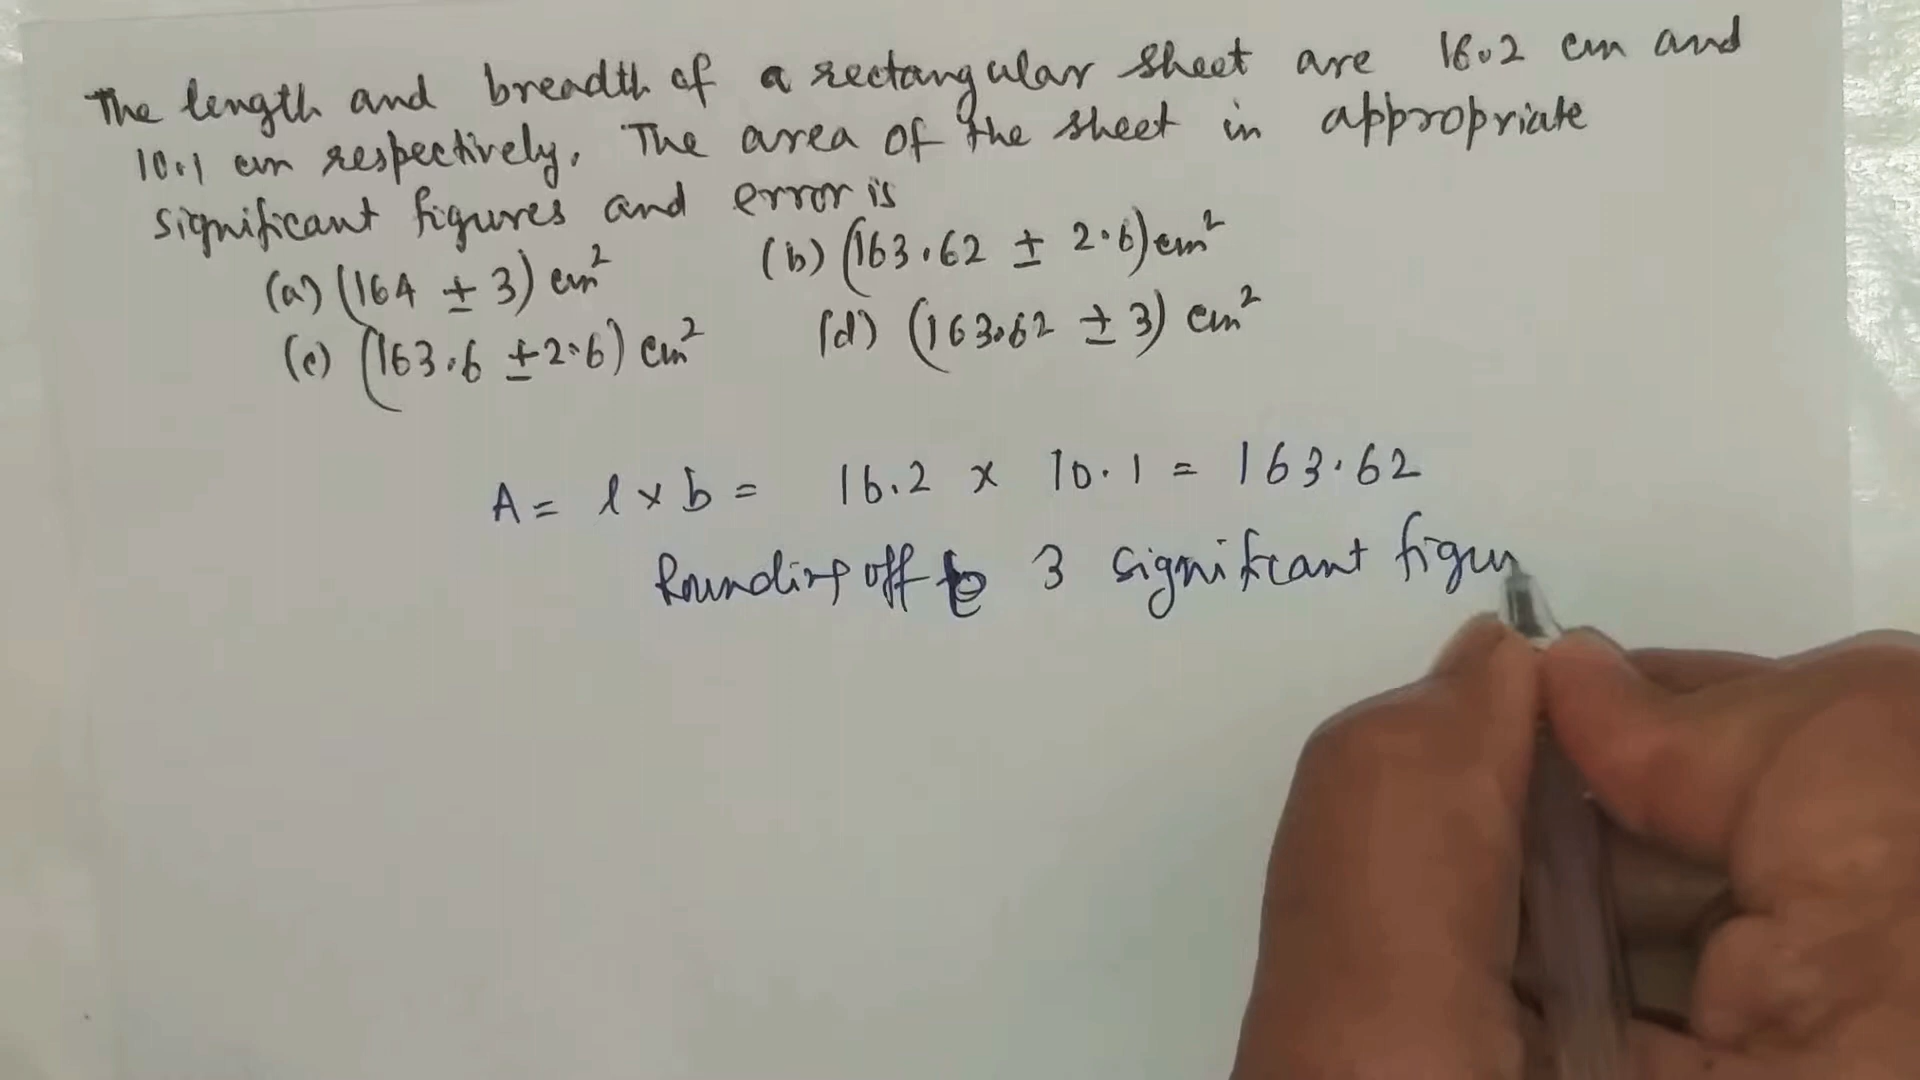 The length and breadth of a rectangular sheet are 16.2 cm and
10.1 cm respectively. The area of the sheet in appropriate
significant figures and error is
(a) (164 ± 3) cm² (b) (163.62 ± 2.6) cm²
(c) (163.6 ± 2.6) cm² (d) (163.62 ± 3) cm²
A = l × b = 16.2 × 10.1 = 163.62
Rounding off to 3 significant figu